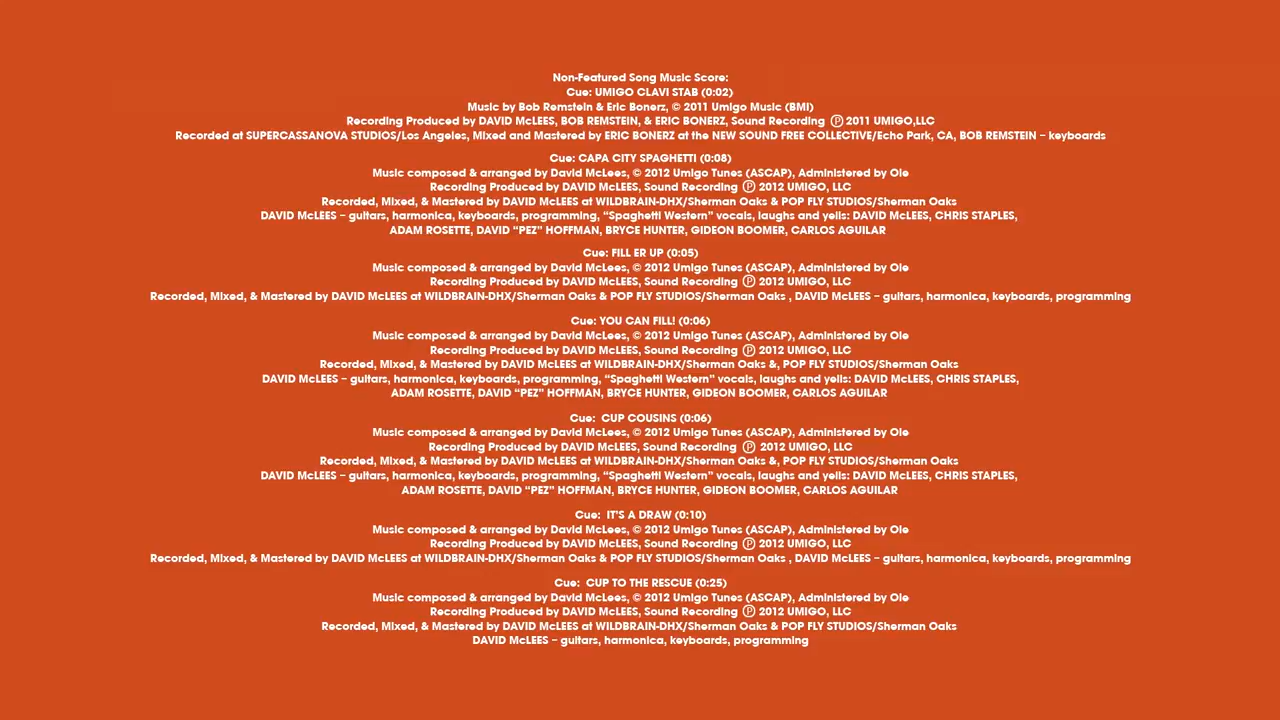 Non-Featured Song Music Score:
Cue: UMIGO CLAVI STAB (0:02)
Music by Bob Remstein & Eric Bonerz, © 2011 Umigo Music (BMI)
Recording Produced by DAVID McLEES, BOB REMSTEIN, & ERIC BONERZ, Sound Recording ℗ 2011 UMIGO,LLC
Recorded at SUPERCASSANOVA STUDIOS/Los Angeles, Mixed and Mastered by ERIC BONERZ at the NEW SOUND FREE COLLECTIVE/Echo Park, CA, BOB REMSTEIN – keyboards
Cue: CAPA CITY SPAGHETTI (0:08)
Music composed & arranged by David McLees, © 2012 Umigo Tunes (ASCAP), Administered by Ole
Recording Produced by DAVID McLEES, Sound Recording ℗ 2012 UMIGO, LLC
Recorded, Mixed, & Mastered by DAVID McLEES at WILDBRAIN-DHX/Sherman Oaks & POP FLY STUDIOS/Sherman Oaks
DAVID McLEES – guitars, harmonica, keyboards, programming, “Spaghetti Western” vocals, laughs and yells: DAVID McLEES, CHRIS STAPLES,
ADAM ROSETTE, DAVID “PEZ” HOFFMAN, BRYCE HUNTER, GIDEON BOOMER, CARLOS AGUILAR
Cue: FILL ER UP (0:05)
Music composed & arranged by David McLees, © 2012 Umigo Tunes (ASCAP), Administered by Ole
Recording Produced by DAVID McLEES, Sound Recording ℗ 2012 UMIGO, LLC
Recorded, Mixed, & Mastered by DAVID McLEES at WILDBRAIN-DHX/Sherman Oaks & POP FLY STUDIOS/Sherman Oaks , DAVID McLEES – guitars, harmonica, keyboards, programming
Cue: YOU CAN FILL! (0:06)
Music composed & arranged by David McLees, © 2012 Umigo Tunes (ASCAP), Administered by Ole
Recording Produced by DAVID McLEES, Sound Recording ℗ 2012 UMIGO, LLC
Recorded, Mixed, & Mastered by DAVID McLEES at WILDBRAIN-DHX/Sherman Oaks &, POP FLY STUDIOS/Sherman Oaks
DAVID McLEES – guitars, harmonica, keyboards, programming, “Spaghetti Western” vocals, laughs and yells: DAVID McLEES, CHRIS STAPLES,
ADAM ROSETTE, DAVID “PEZ” HOFFMAN, BRYCE HUNTER, GIDEON BOOMER, CARLOS AGUILAR
Cue: CUP COUSINS (0:06)
Music composed & arranged by David McLees, © 2012 Umigo Tunes (ASCAP), Administered by Ole
Recording Produced by DAVID McLEES, Sound Recording ℗ 2012 UMIGO, LLC
Recorded, Mixed, & Mastered by DAVID McLEES at WILDBRAIN-DHX/Sherman Oaks &, POP FLY STUDIOS/Sherman Oaks
DAVID McLEES – guitars, harmonica, keyboards, programming, “Spaghetti Western” vocals, laughs and yells: DAVID McLEES, CHRIS STAPLES,
ADAM ROSETTE, DAVID “PEZ” HOFFMAN, BRYCE HUNTER, GIDEON BOOMER, CARLOS AGUILAR
Cue: IT'S A DRAW (0:10)
Music composed & arranged by David McLees, © 2012 Umigo Tunes (ASCAP), Administered by Ole
Recording Produced by DAVID McLEES, Sound Recording ℗ 2012 UMIGO, LLC
Recorded, Mixed, & Mastered by DAVID McLEES at WILDBRAIN-DHX/Sherman Oaks & POP FLY STUDIOS/Sherman Oaks , DAVID McLEES – guitars, harmonica, keyboards, programming
Cue: CUP TO THE RESCUE (0:25)
Music composed & arranged by David McLees, © 2012 Umigo Tunes (ASCAP), Administered by Ole
Recording Produced by DAVID McLEES, Sound Recording ℗ 2012 UMIGO, LLC
Recorded, Mixed, & Mastered by DAVID McLEES at WILDBRAIN-DHX/Sherman Oaks & POP FLY STUDIOS/Sherman Oaks
DAVID McLEES – guitars, harmonica, keyboards, programming